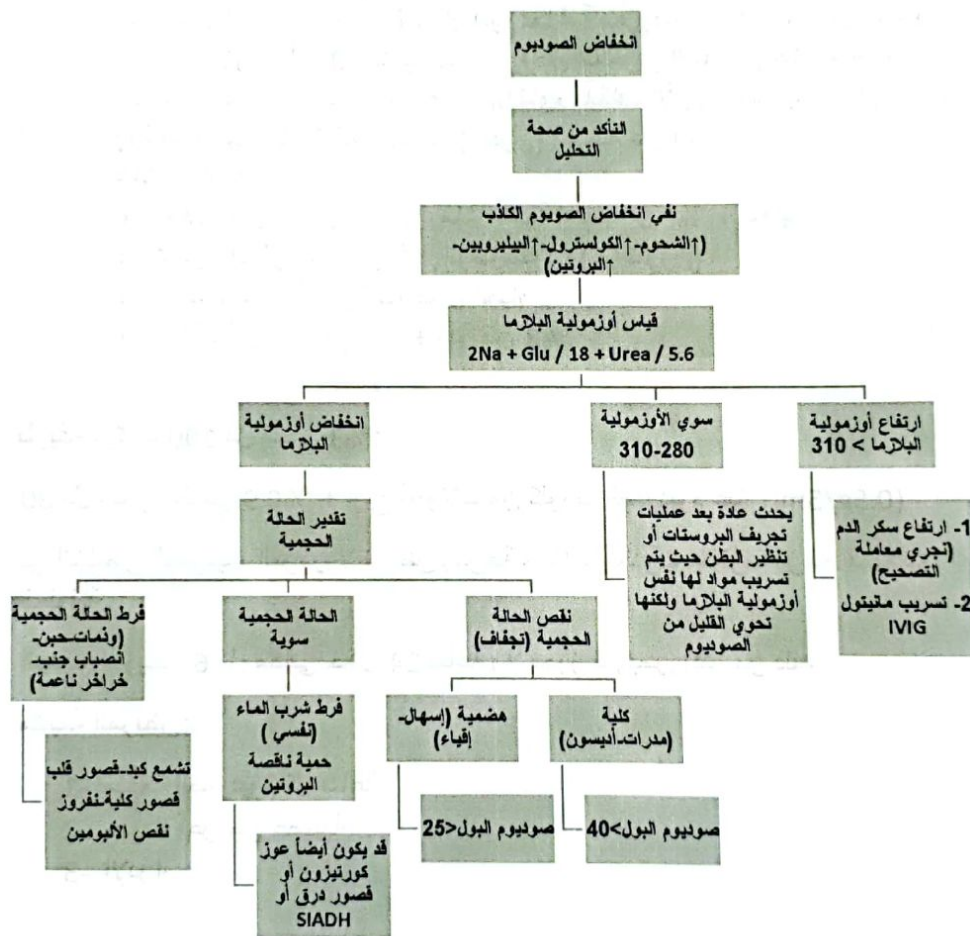 انخفاض الصوديوم
التأكد من صحة
التحليل
نفي انخفاض الصويوم الكاذب
(↑الشحوم-↑الكولسترول-↑البيليروبين-
↑البروتين)
قياس أوزمولية البلازما
2Na + Glu / 18 + Urea / 5.6
ارتفاع أوزمولية
البلازما > 310
1- ارتفاع سكر الدم
(تجري معاملة
التصحيح)
2- تسريب مانيتول
IVIG
سوي الأوزمولية
310-280
يحدث عادة بعد عمليات
تجريف البروستات أو
تنظير البطن حيث يتم
تسريب مواد لها نفس
أوزمولية البلازما ولكنها
تحوي القليل من
الصوديوم
انخفاض أوزمولية
البلازما
تقدير الحالة
الحجمية
نقص الحالة
الحجمية (تجفاف)
كلية
(مدرات-أديسون)
صوديوم البول>40
هضمية (إسهال-
إقياء)
صوديوم البول<25
الحالة الحجمية
سوية
فرط شرب الماء
(نفسي )
حمية ناقصة
البروتين
قد يكون أيضاً عوز
كورتيزون أو
قصور درق أو
SIADH
فرط الحالة الحجمية
(وذمات-حبن-
انصباب جنب-
خراخر ناعمة)
تشمع كبد-قصور قلب
قصور كلية-نفروز
نقص الألبومين